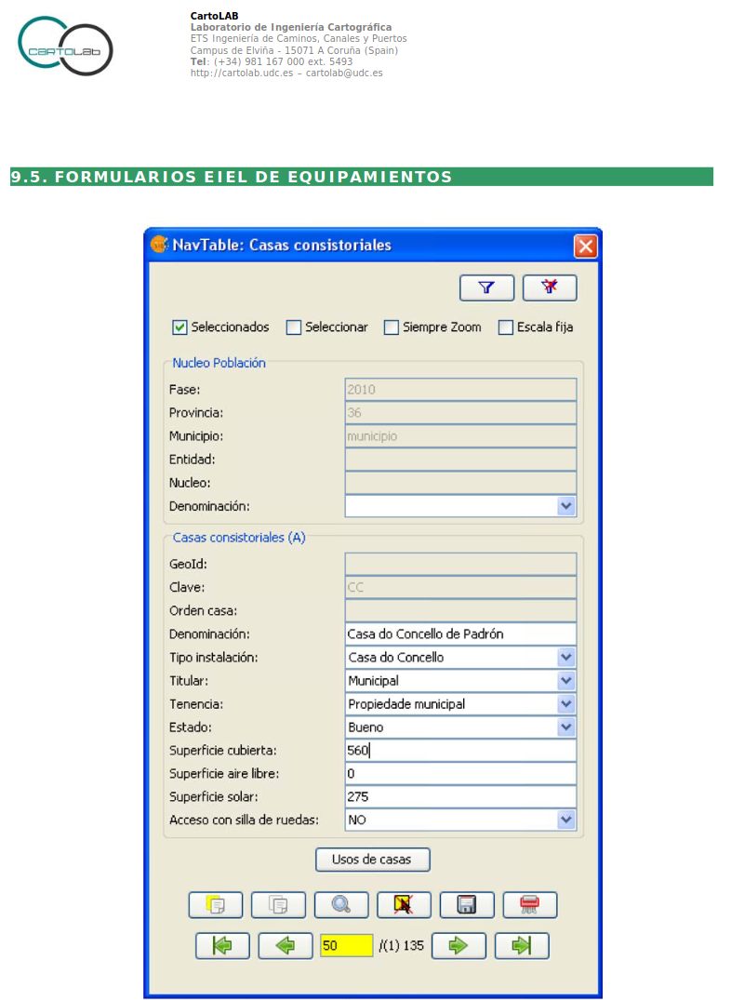 CartoLab
CartoLAB
Laboratorio de Ingeniería Cartográfica
ETS Ingeniería de Caminos, Canales y Puertos
Campus de Elviña - 15071 A Coruña (Spain)
Tel: (+34) 981 167 000 ext. 5493
http://cartolab.udc.es – cartolab@udc.es
9.5. FORMULARIOS EIEL DE EQUIPAMIENTOS
NavTable: Casas consistoriales
Seleccionados Seleccionar Siempre Zoom Escala fija
Nucleo Población
Fase: 2010
Provincia: 36
Municipio: municipio
Entidad:
Nucleo:
Denominación:
Casas consistoriales (A)
GeoId:
Clave: CC
Orden casa:
Denominación: Casa do Concello de Padrón
Tipo instalación: Casa do Concello
Titular: Municipal
Tenencia: Propiedade municipal
Estado: Bueno
Superficie cubierta: 560
Superficie aire libre: 0
Superficie solar: 275
Acceso con silla de ruedas: NO
Usos de casas
50 /(1) 135